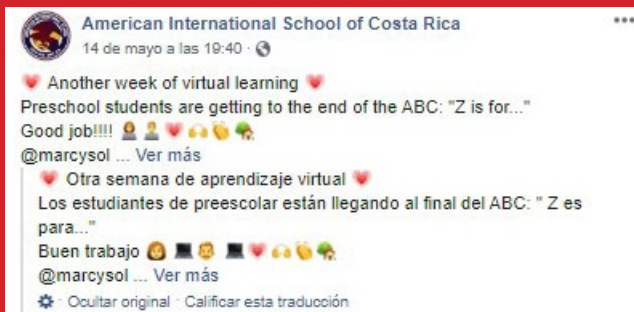 American International School of Costa Rica
14 de mayo a las 19:40 ·
Another week of virtual learning
Preschool students are getting to the end of the ABC: "Z is for..."
Good job!!!!
@marcysol ... Ver más
Otra semana de aprendizaje virtual
Los estudiantes de preescolar están llegando al final del ABC: " Z es
para..."
Buen trabajo
@marcysol ... Ver más
· Ocultar original · Calificar esta traducción